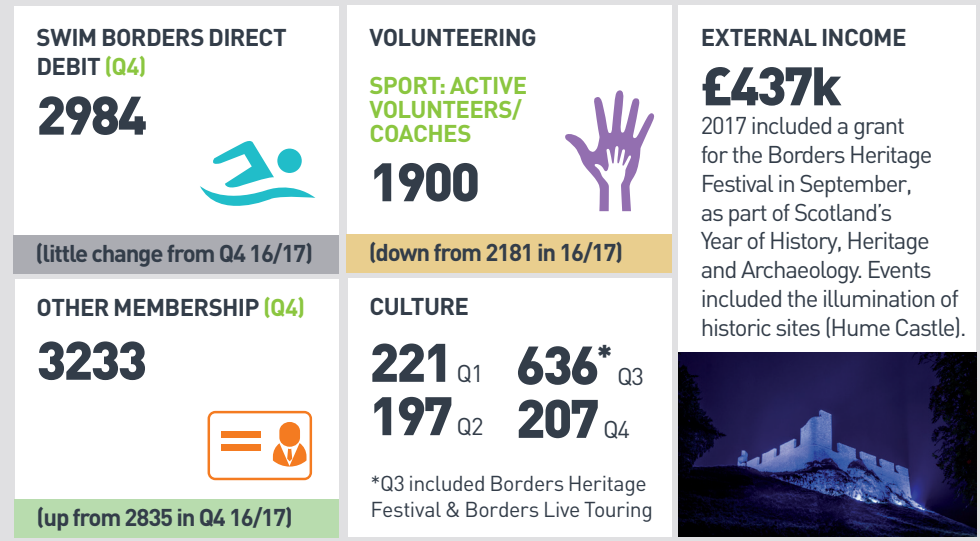 SWIM BORDERS DIRECT
DEBIT (Q4)
2984
(little change from Q4 16/17)
OTHER MEMBERSHIP (Q4)
3233
(up from 2835 in Q4 16/17)
VOLUNTEERING
SPORT: ACTIVE
VOLUNTEERS/
COACHES
1900
(down from 2181 in 16/17)
CULTURE
221 Q1 636* Q3
197 Q2 207 Q4
*Q3 included Borders Heritage
Festival & Borders Live Touring
EXTERNAL INCOME
£437k
2017 included a grant
for the Borders Heritage
Festival in September,
as part of Scotland’s
Year of History, Heritage
and Archaeology. Events
included the illumination of
historic sites (Hume Castle).